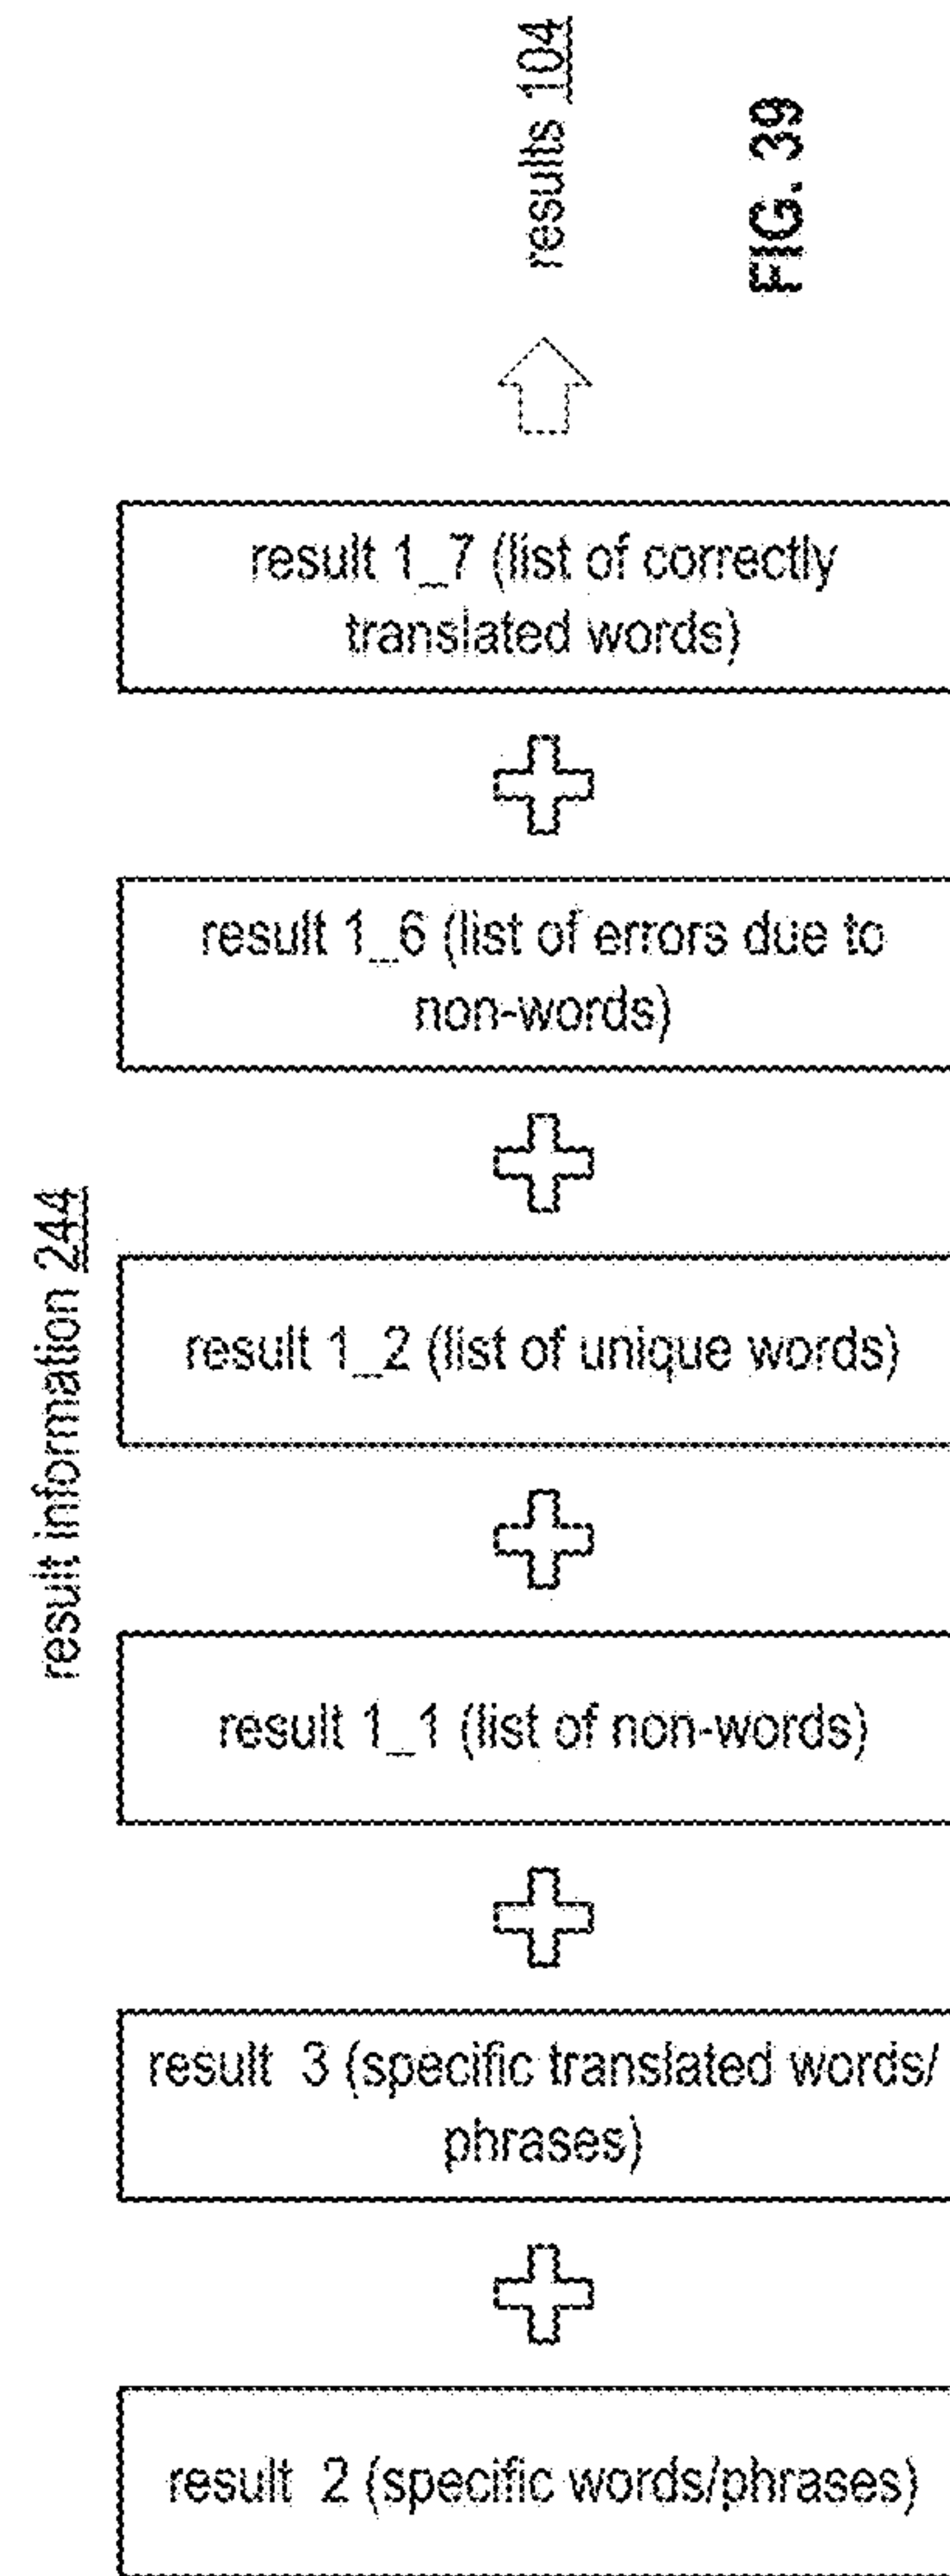 results 104
FIG. 39
result 1_7 (list of correctly
translated words)
result 1_6 (list of errors due to
non-words)
result information 244
result 1_2 (list of unique words)
result 1_1 (list of non-words)
result 3 (specific translated words/
phrases)
result 2 (specific words/phrases)